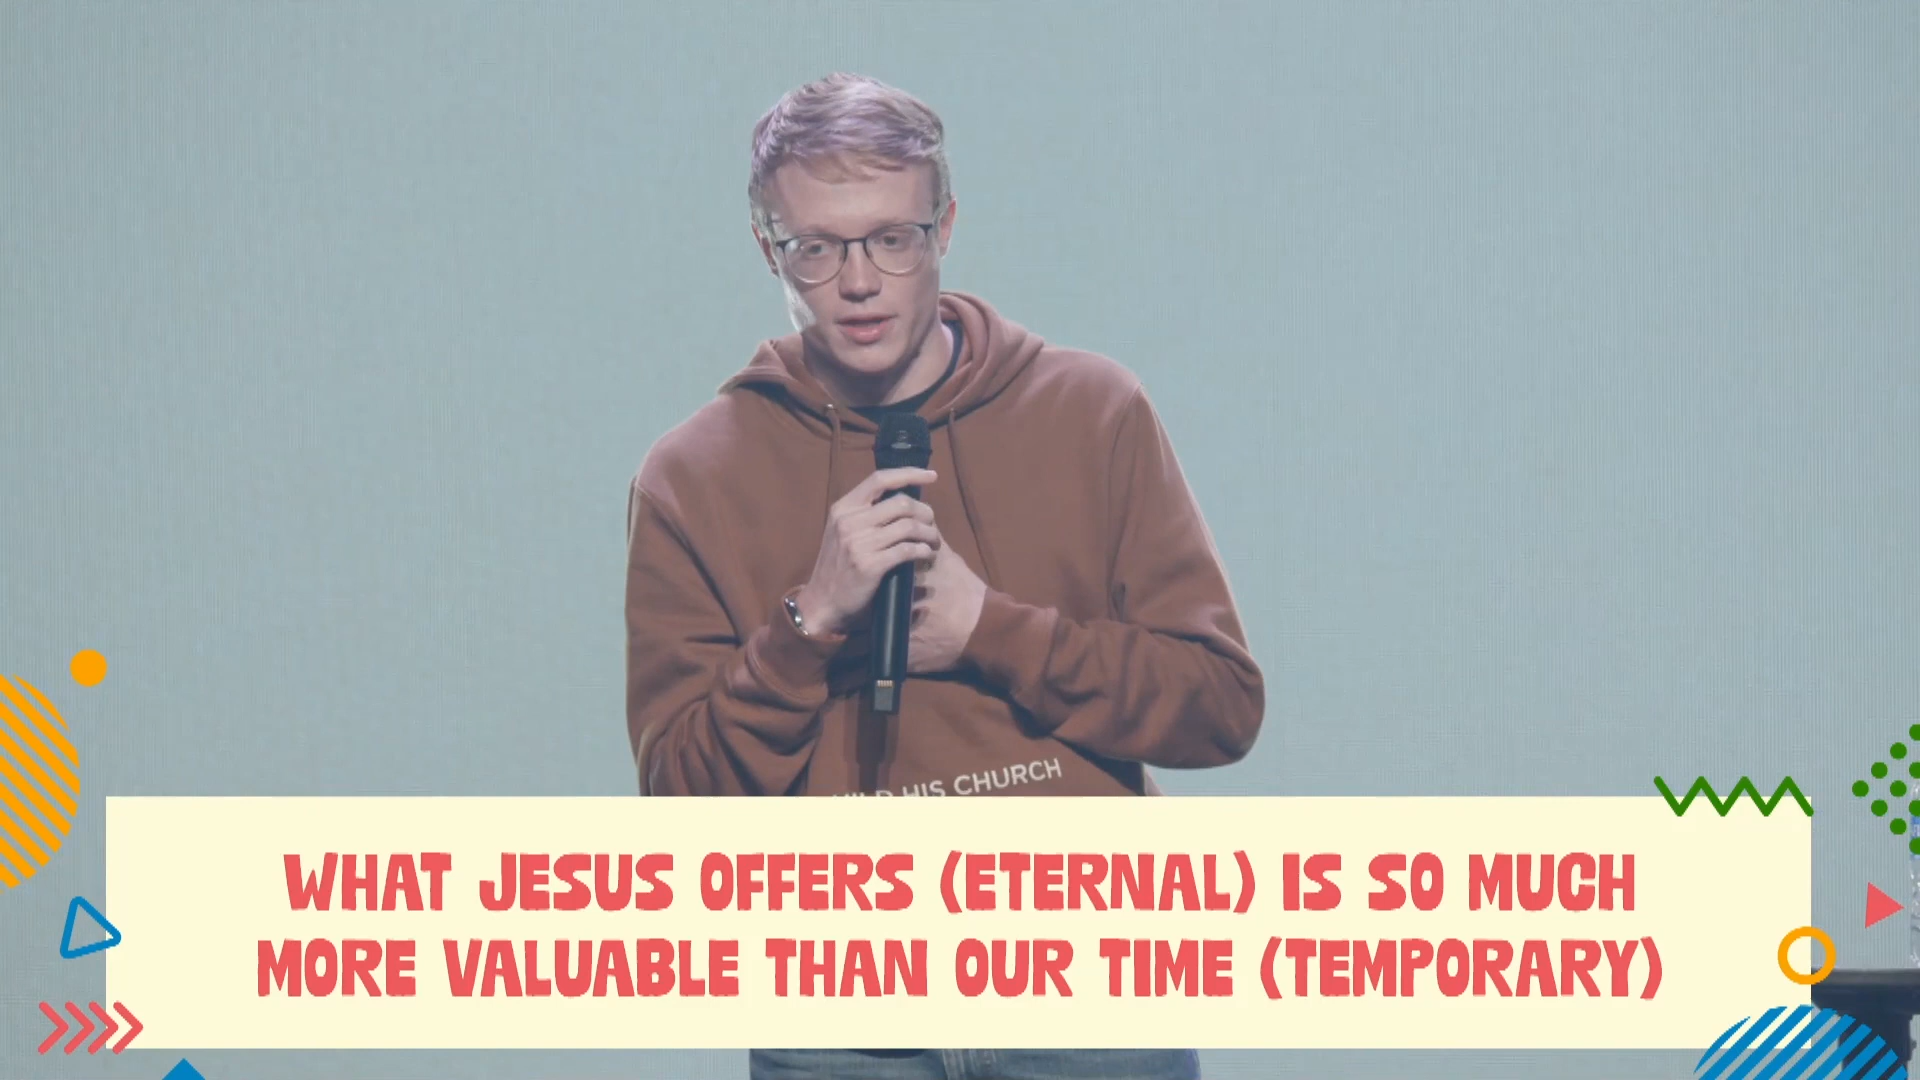 HIS CHURCH
WHAT JESUS OFFERS (ETERNAL) IS SO MUCH
MORE VALUABLE THAN OUR TIME (TEMPORARY)